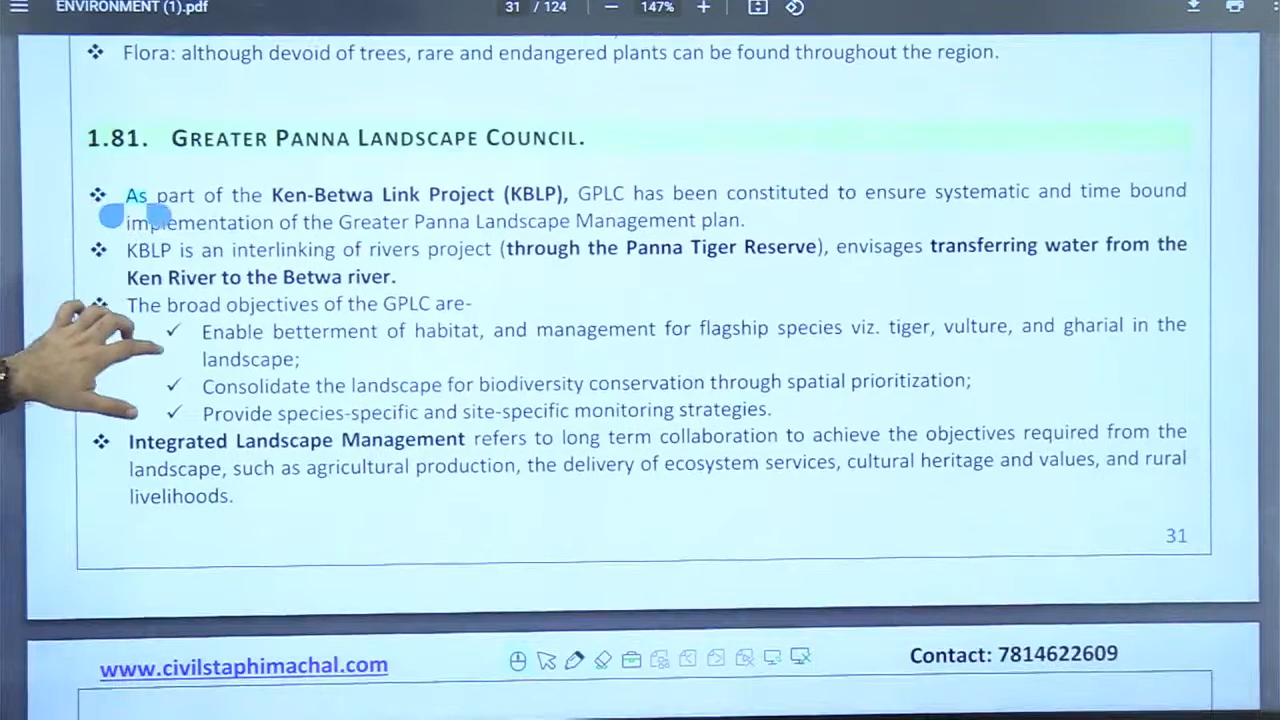 ENVIRONMENT (1).pdf 31 / 124 — 147% +
❖ Flora: although devoid of trees, rare and endangered plants can be found throughout the region.
1.81. GREATER PANNA LANDSCAPE COUNCIL.
❖ As part of the Ken-Betwa Link Project (KBLP), GPLC has been constituted to ensure systematic and time bound
implementation of the Greater Panna Landscape Management plan.
❖ KBLP is an interlinking of rivers project (through the Panna Tiger Reserve), envisages transferring water from the
Ken River to the Betwa river.
❖ The broad objectives of the GPLC are-
✓ Enable betterment of habitat, and management for flagship species viz. tiger, vulture, and gharial in the
landscape;
✓ Consolidate the landscape for biodiversity conservation through spatial prioritization;
✓ Provide species-specific and site-specific monitoring strategies.
❖ Integrated Landscape Management refers to long term collaboration to achieve the objectives required from the
landscape, such as agricultural production, the delivery of ecosystem services, cultural heritage and values, and rural
livelihoods.
31
www.civilstaphimachal.com Contact: 7814622609